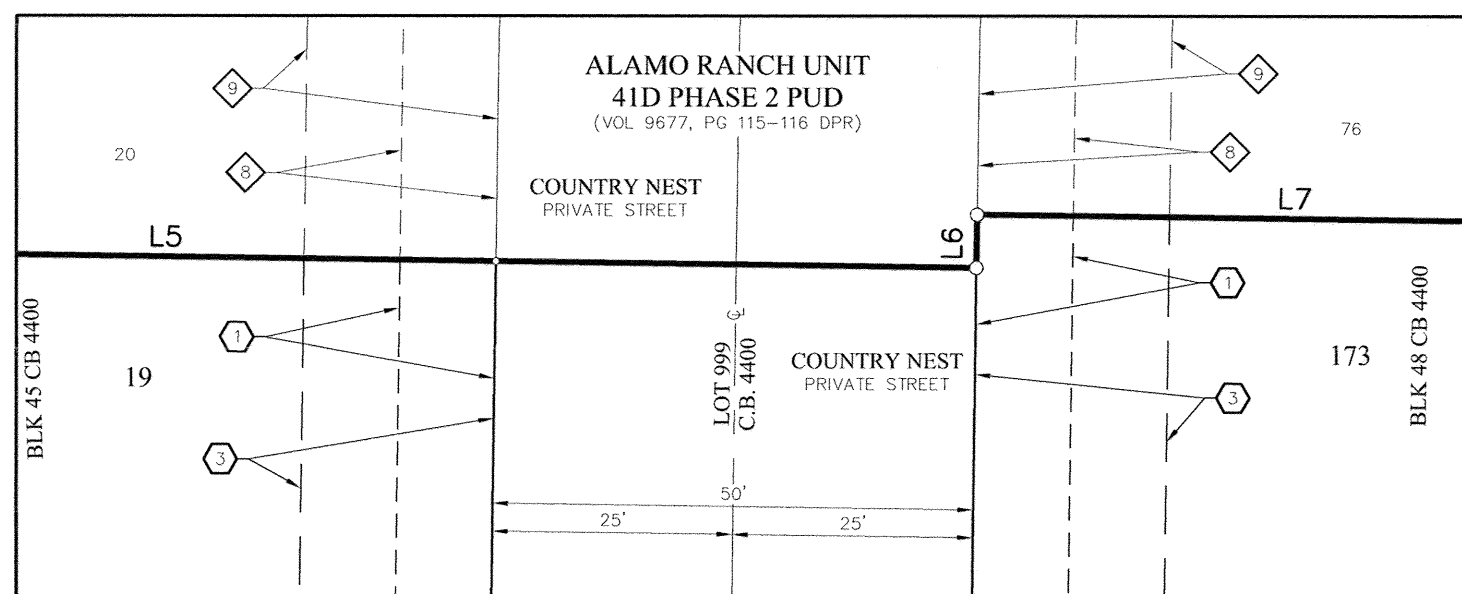 ALAMO RANCH UNIT
41D PHASE 2 PUD
(VOL 9677, PG 115-116 DPR)
9
9
20
8
8
76
COUNTRY NEST
PRIVATE STREET
L5
L6
L7
1
1
BLK 45 CB 4400
19
LOT 999
C.B. 4400
℄
COUNTRY NEST
PRIVATE STREET
173
BLK 48 CB 4400
3
3
50'
25'
25'